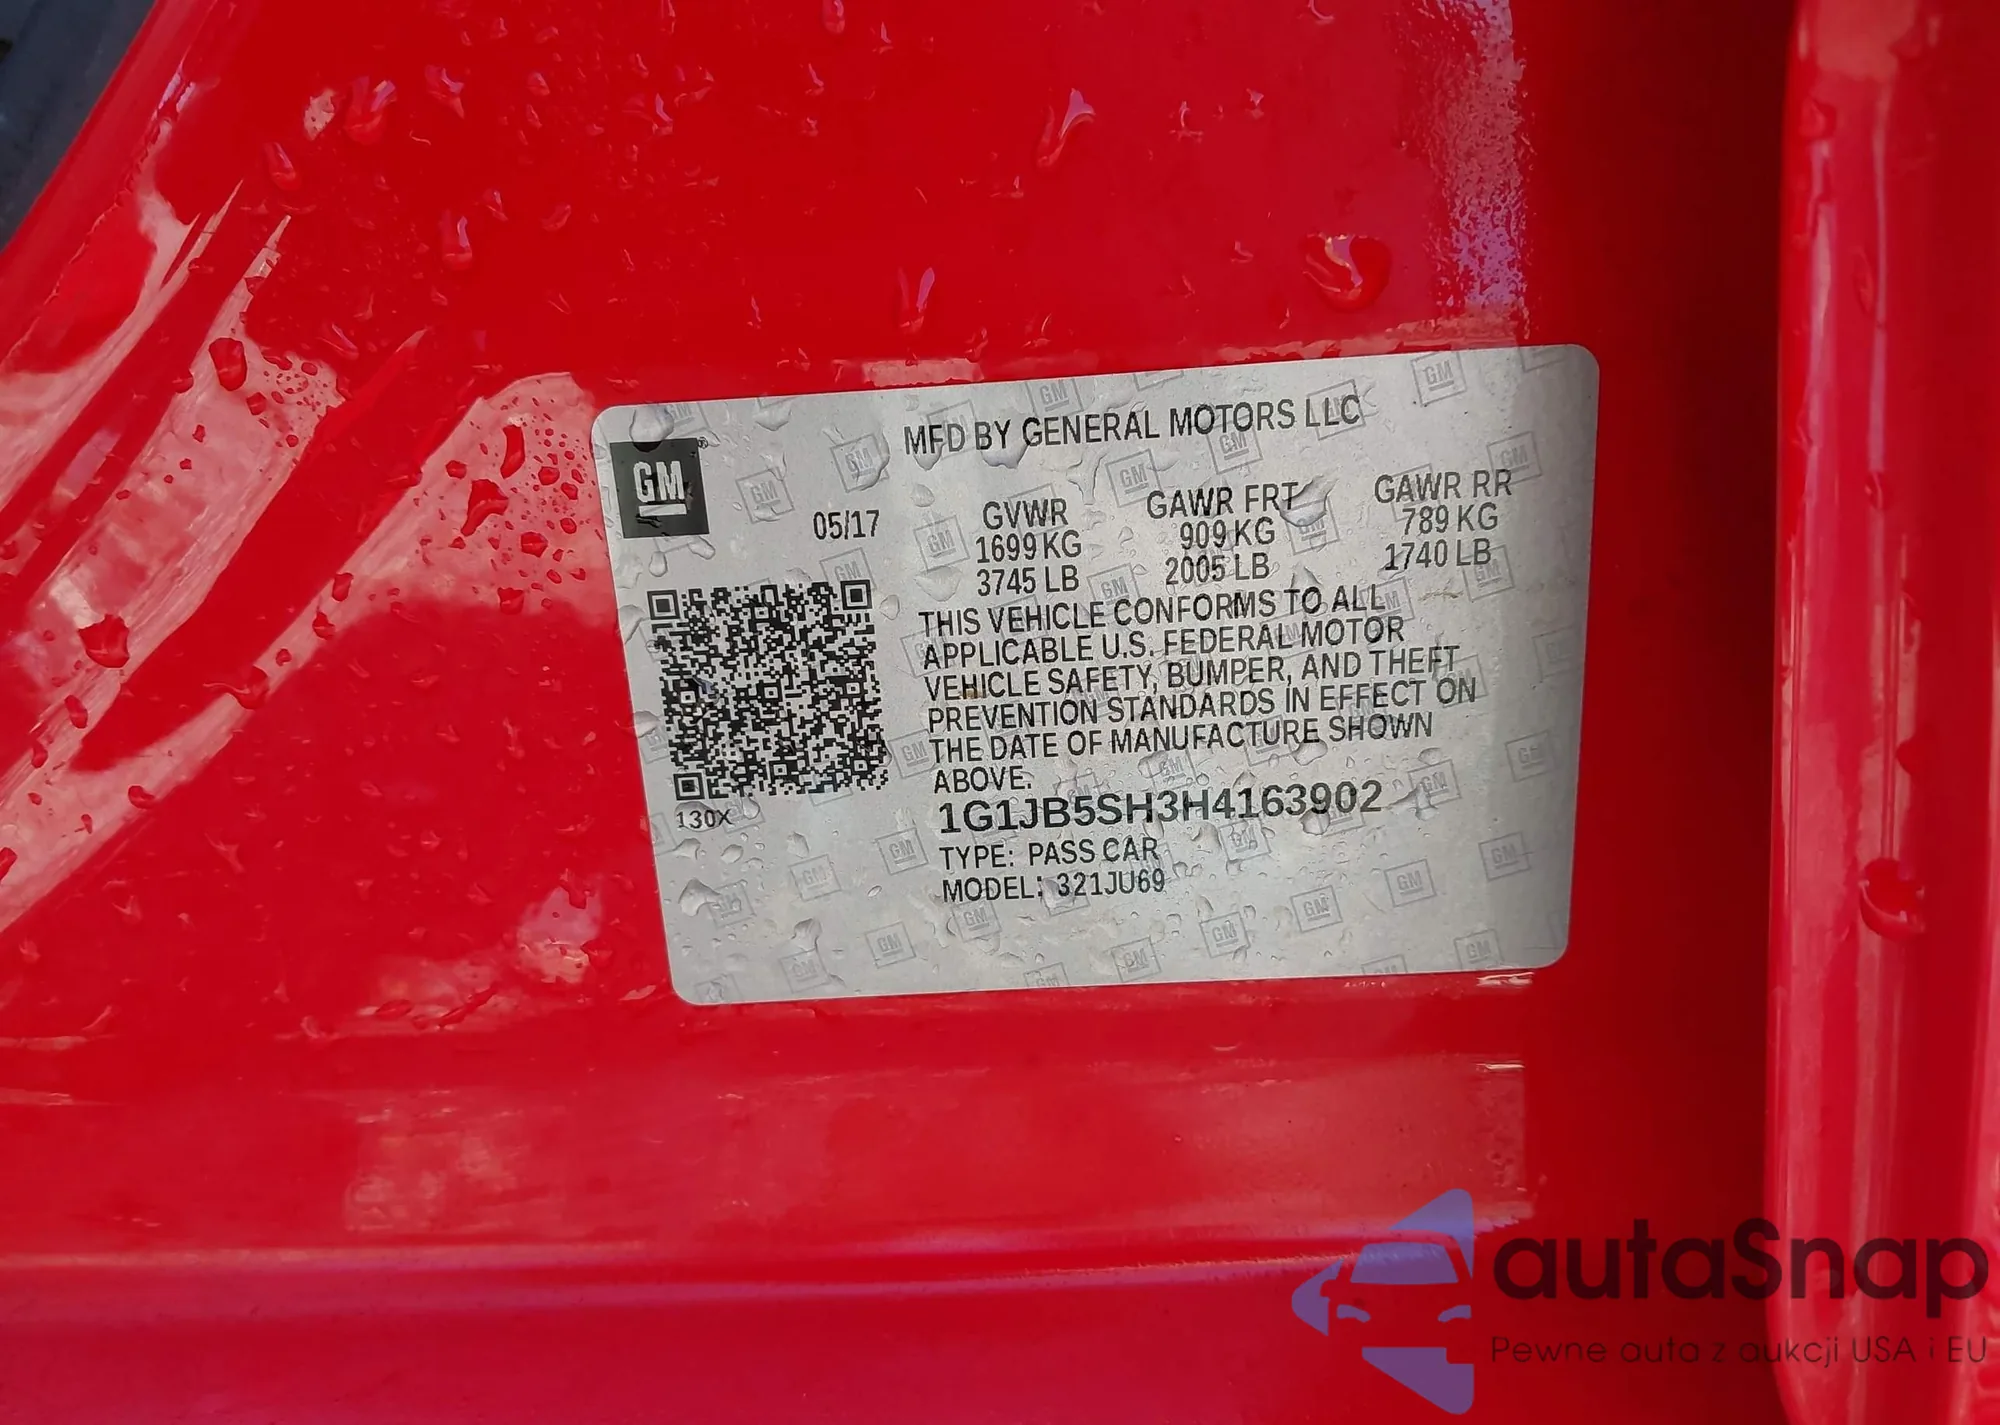 MFD BY GENERAL MOTORS LLC
GM
05/17
GVWR
1699 KG
3745 LB
GAWR FRT
909 KG
2005 LB
GAWR RR
789 KG
1740 LB
THIS VEHICLE CONFORMS TO ALL
APPLICABLE U.S. FEDERAL MOTOR
VEHICLE SAFETY, BUMPER, AND THEFT
PREVENTION STANDARDS IN EFFECT ON
THE DATE OF MANUFACTURE SHOWN
ABOVE.
130X
1G1JB5SH3H4163902
TYPE: PASS CAR
MODEL: 321JU69
autaSnap
Pewne auta z aukcji USA i EU